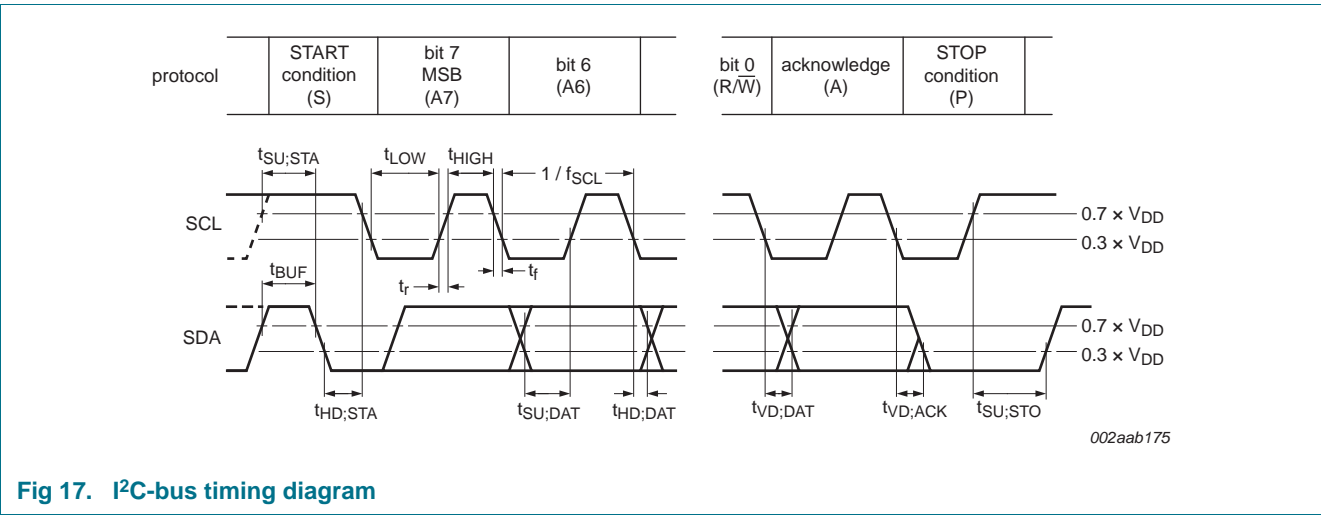 protocol
START
condition
(S)
bit 7
MSB
(A7)
bit 6
(A6)
bit 0
(R/W̅)
acknowledge
(A)
STOP
condition
(P)
tSU;STA
tLOW
tHIGH
1 / fSCL
SCL
0.7 × VDD
0.3 × VDD
tBUF
tr
tf
SDA
0.7 × VDD
0.3 × VDD
tHD;STA
tSU;DAT
tHD;DAT
tVD;DAT
tVD;ACK
tSU;STO
002aab175
Fig 17. I²C-bus timing diagram